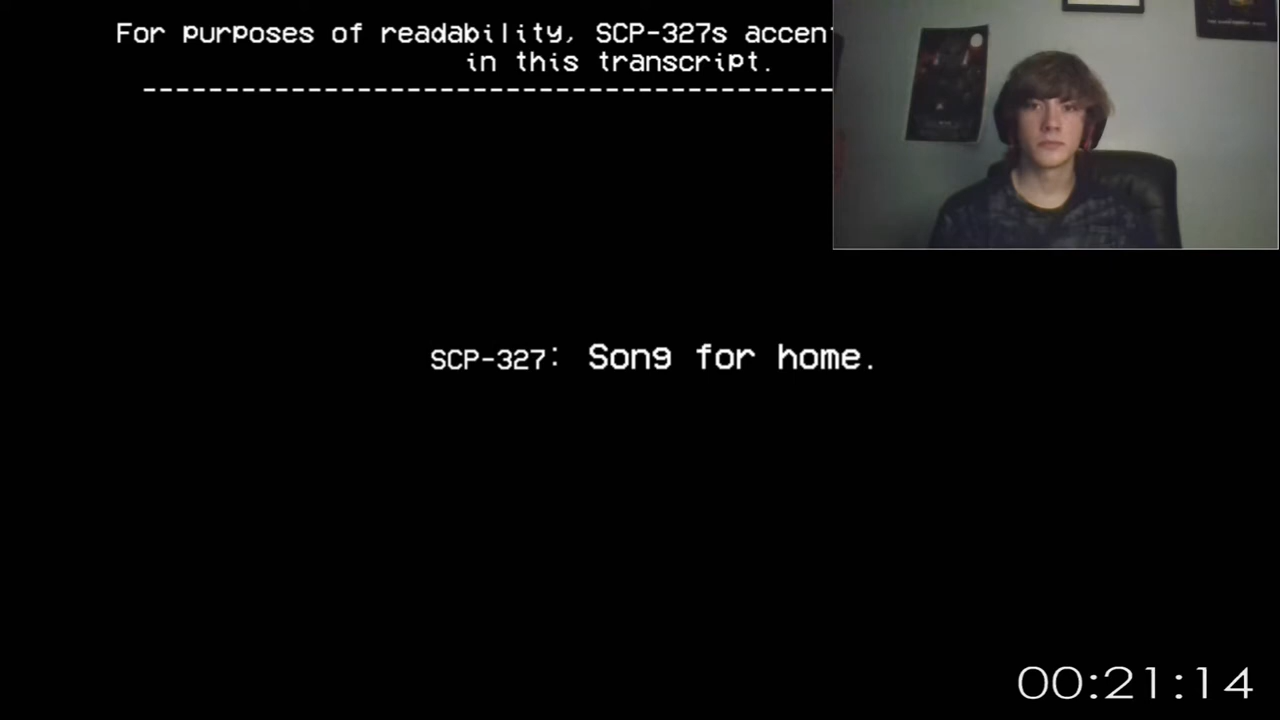 For purposes of readability, SCP-327s accen
in this transcript.
----------------------------------------
SCP-327: Song for home.
00:21:14